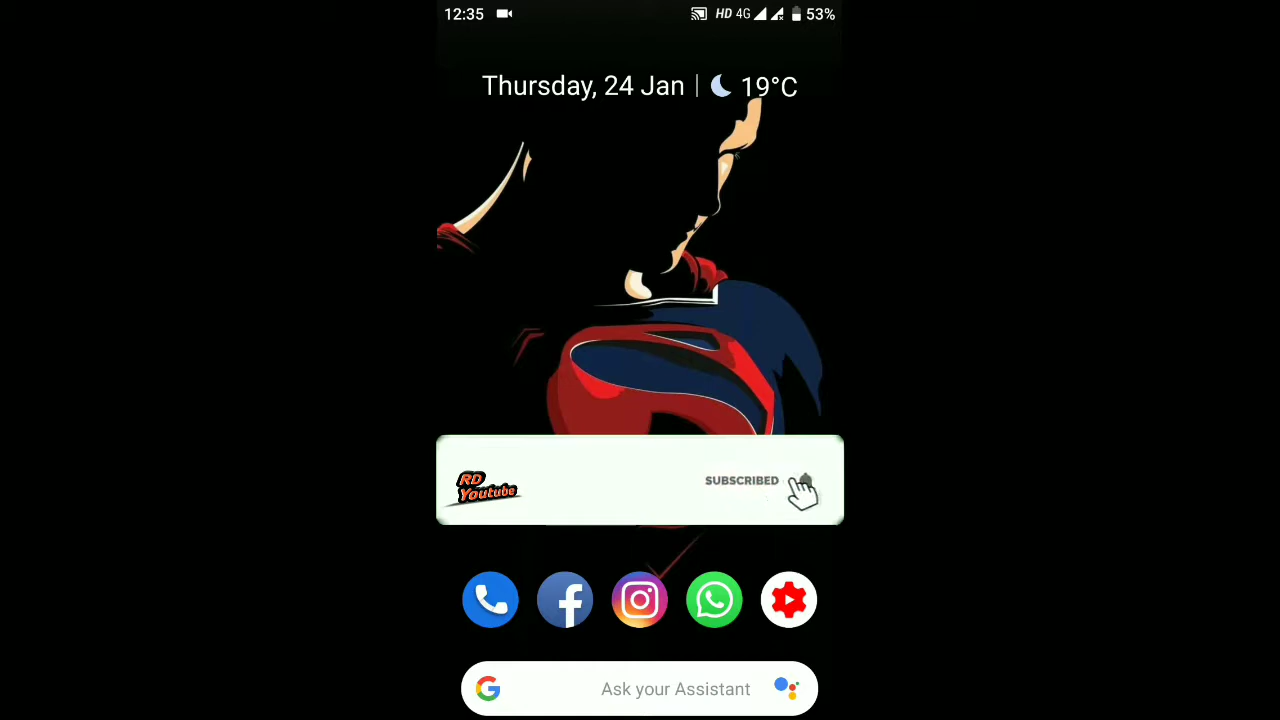 12:35 HD 4G 53%
Thursday, 24 Jan | 19°C
RD
Youtube
SUBSCRIBED
Ask your Assistant